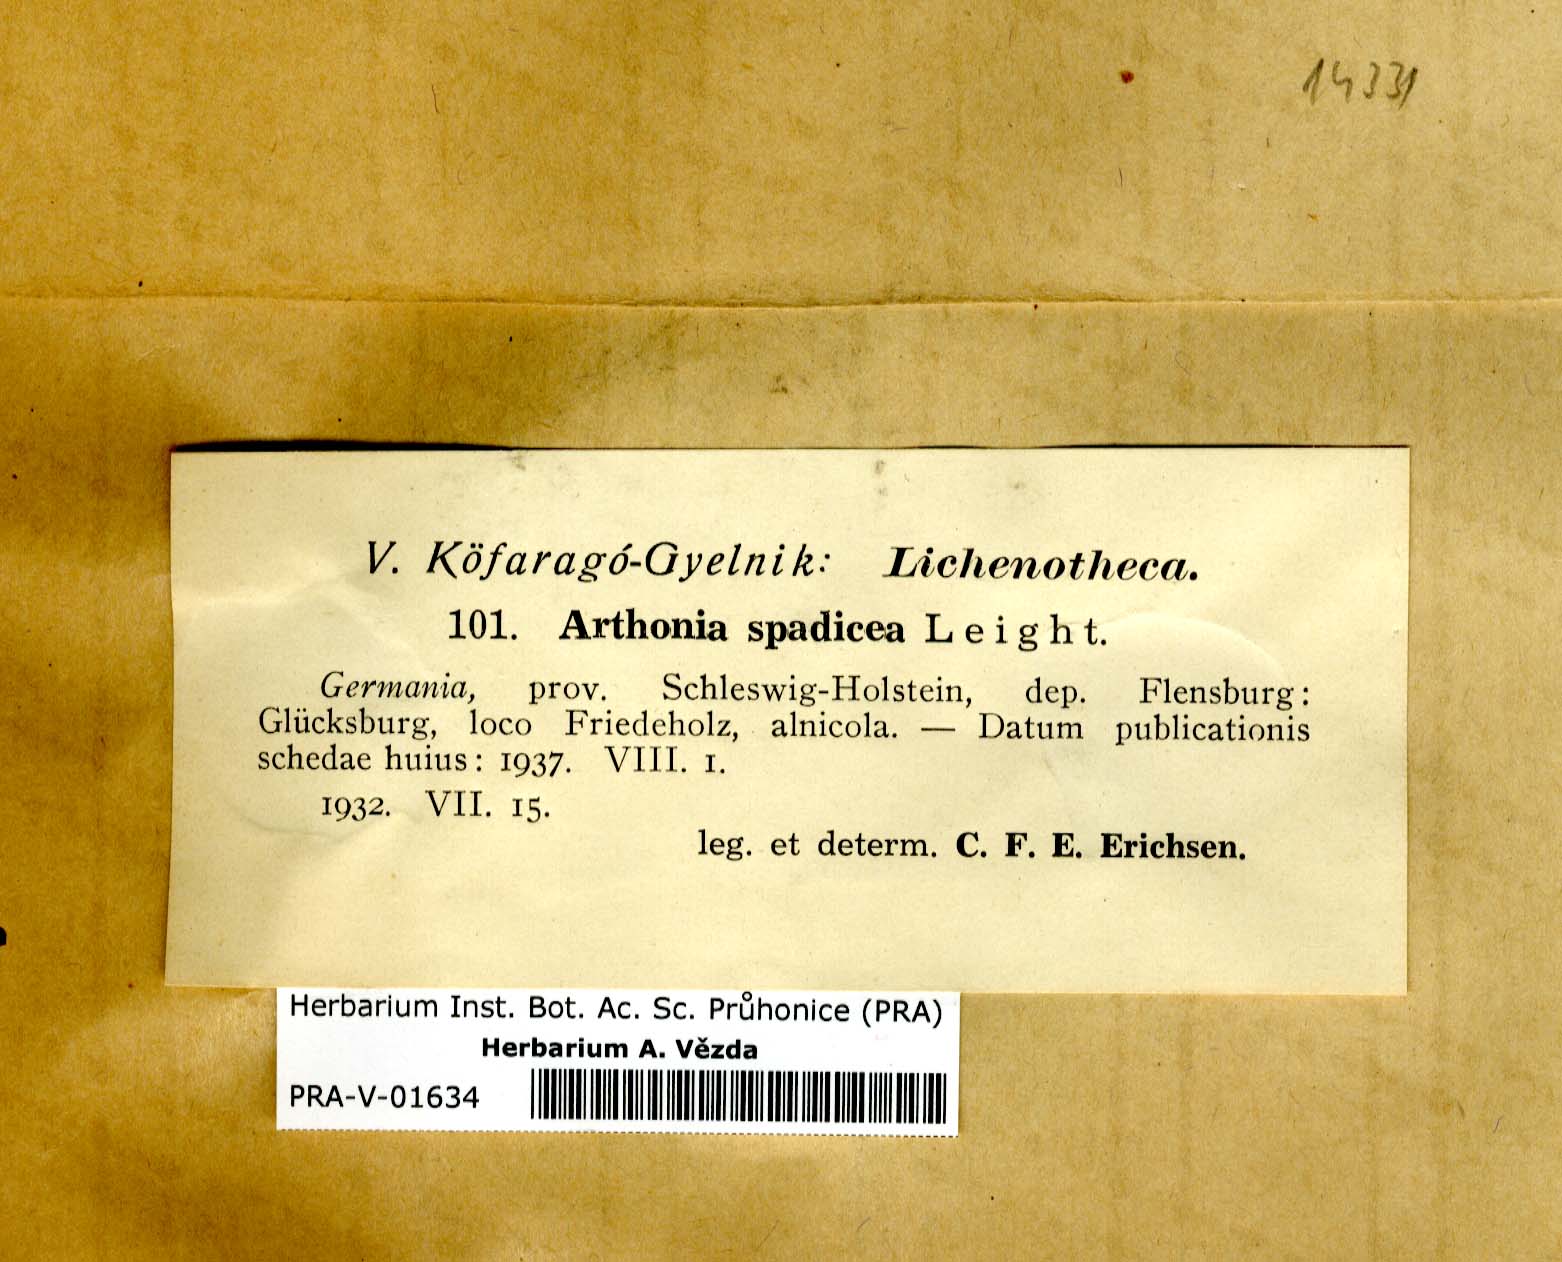 14331
V. Köfaragó-Gyelnik: Lichenotheca.
101. Arthonia spadicea Leight.
Germania, prov. Schleswig-Holstein, dep. Flensburg:
Glücksburg, loco Friedeholz, alnicola. — Datum publicationis
schedae huius: 1937. VIII. 1.
1932. VII. 15.
leg. et determ. C. F. E. Erichsen.
Herbarium Inst. Bot. Ac. Sc. Průhonice (PRA)
Herbarium A. Vězda
PRA-V-01634